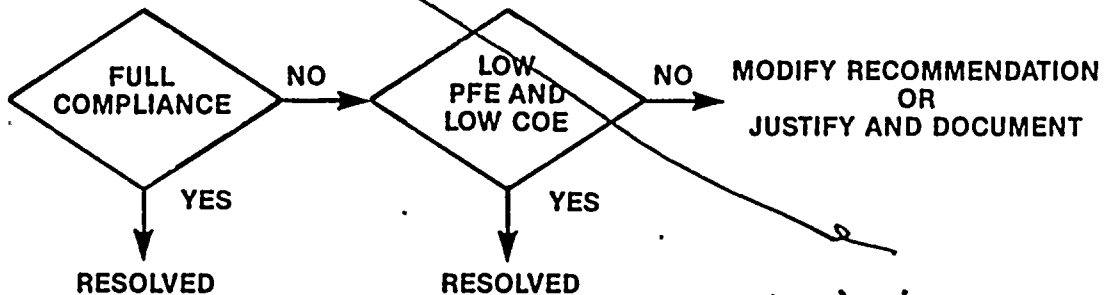 FULL
COMPLIANCE
NO
LOW
PFE AND
LOW COE
NO
MODIFY RECOMMENDATION
OR
JUSTIFY AND DOCUMENT
YES
YES
RESOLVED
RESOLVED